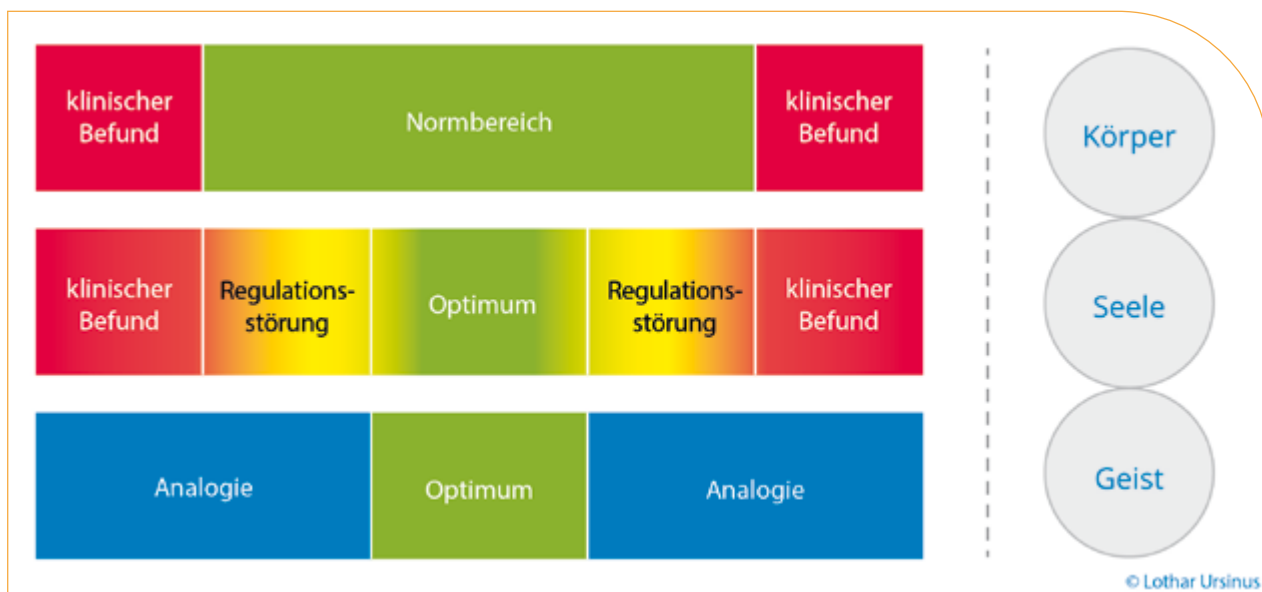 klinischer
Befund
Normbereich
klinischer
Befund
Körper
klinischer
Befund
Regulations-
störung
Optimum
Regulations-
störung
klinischer
Befund
Seele
Analogie
Optimum
Analogie
Geist
© Lothar Ursinus